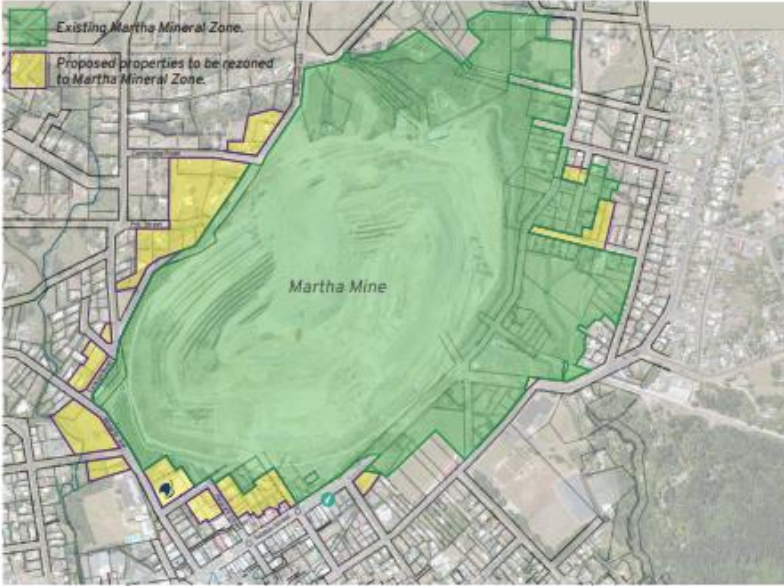 Existing Martha Mineral Zone.
Proposed properties to be rezoned
to Martha Mineral Zone.
Martha Mine